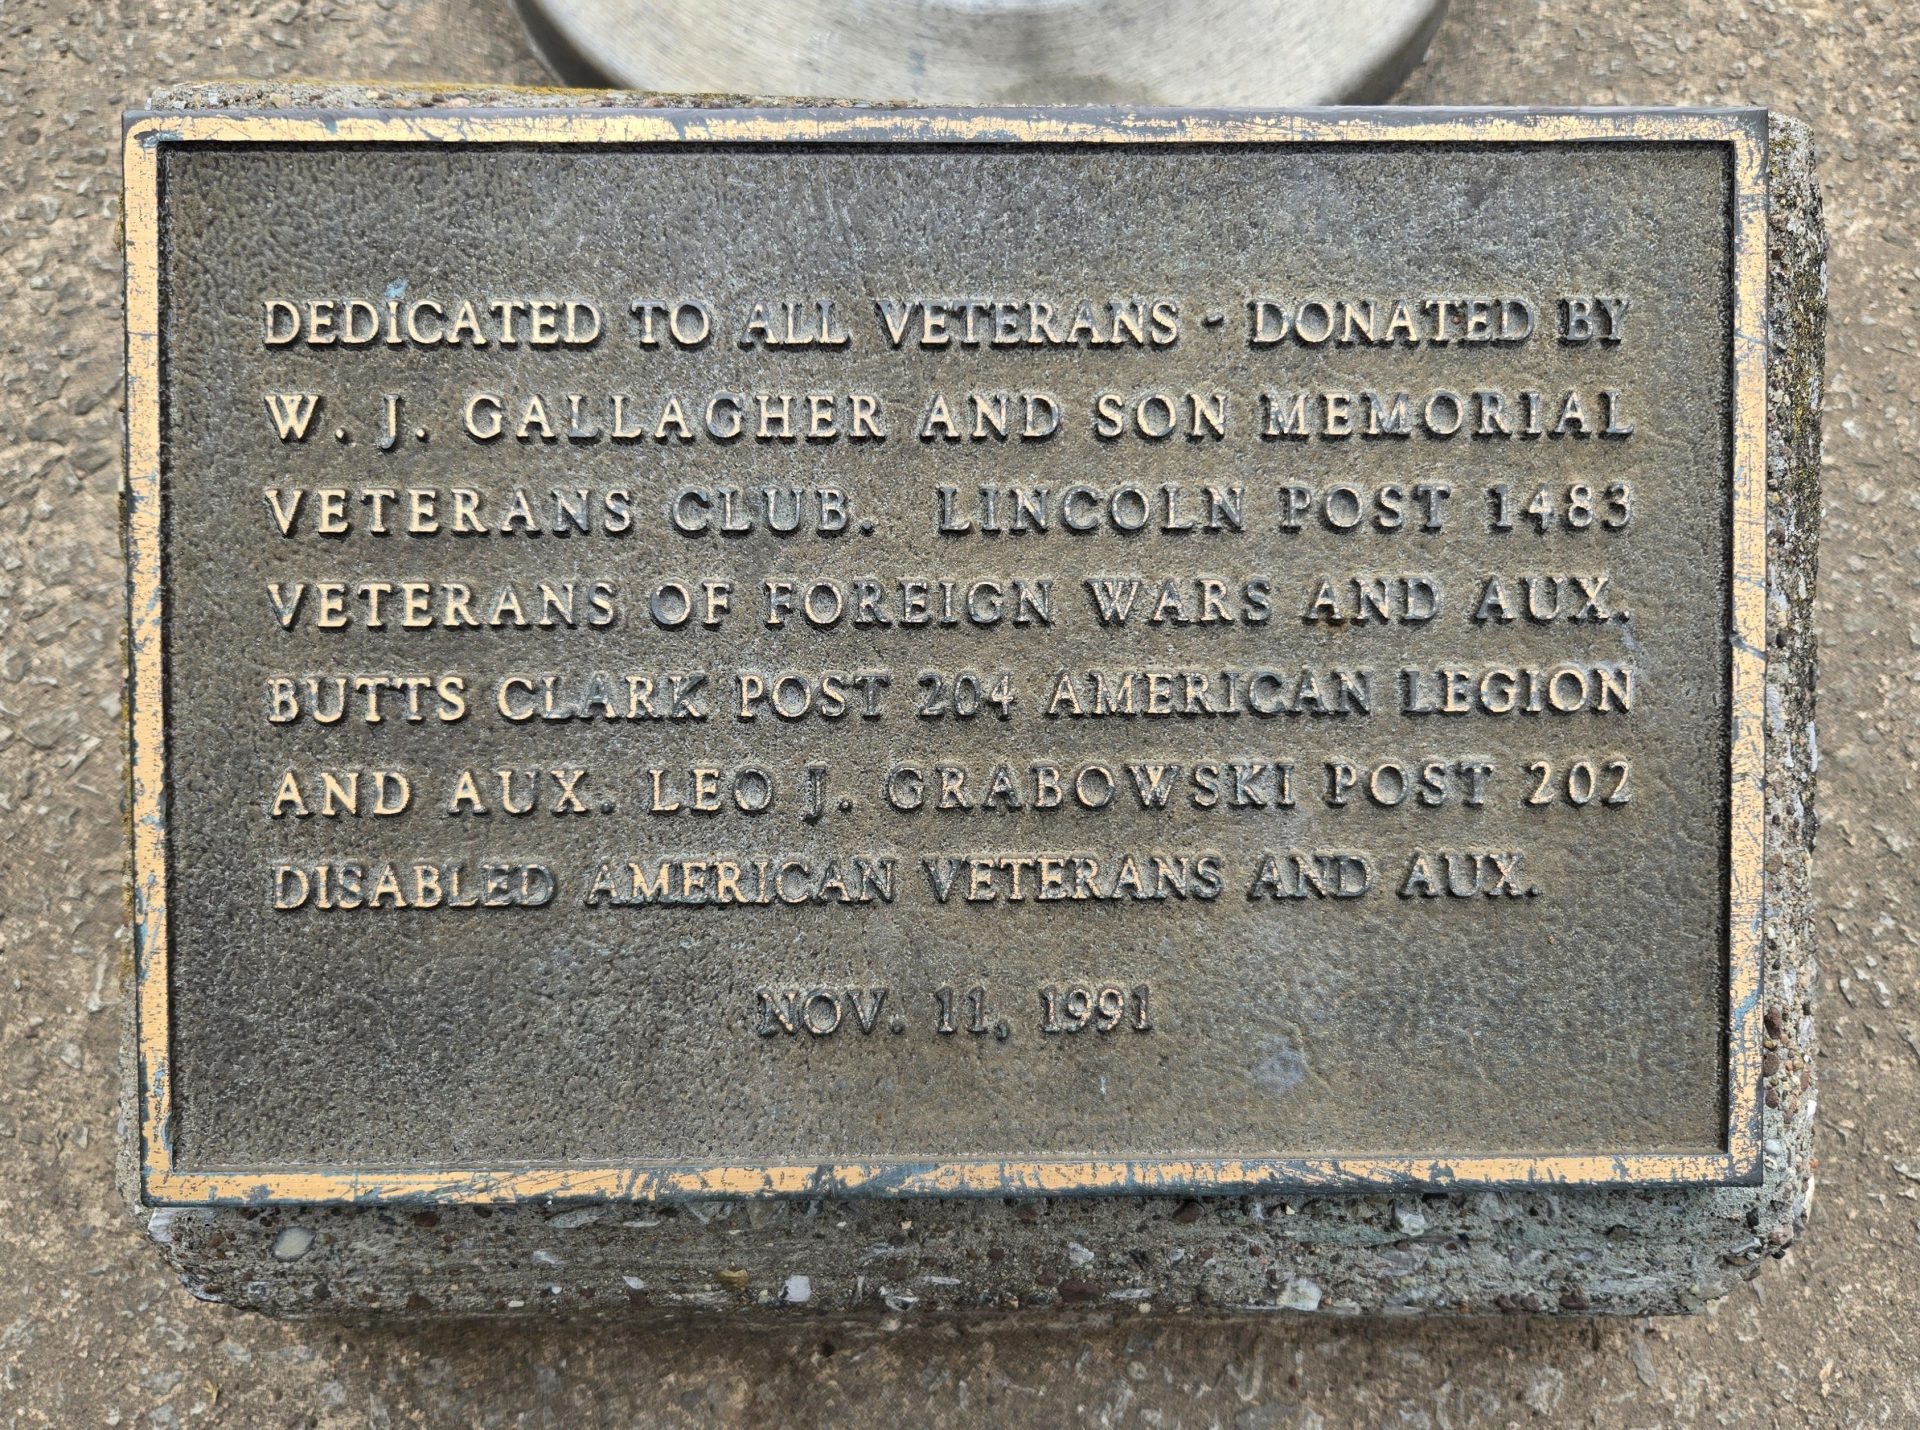 DEDICATED TO ALL VETERANS - DONATED BY
W. J. GALLAGHER AND SON MEMORIAL
VETERANS CLUB. LINCOLN POST 1483
VETERANS OF FOREIGN WARS AND AUX.
BUTTS CLARK POST 204 AMERICAN LEGION
AND AUX. LEO J. GRABOWSKI POST 202
DISABLED AMERICAN VETERANS AND AUX.
NOV. 11, 1991